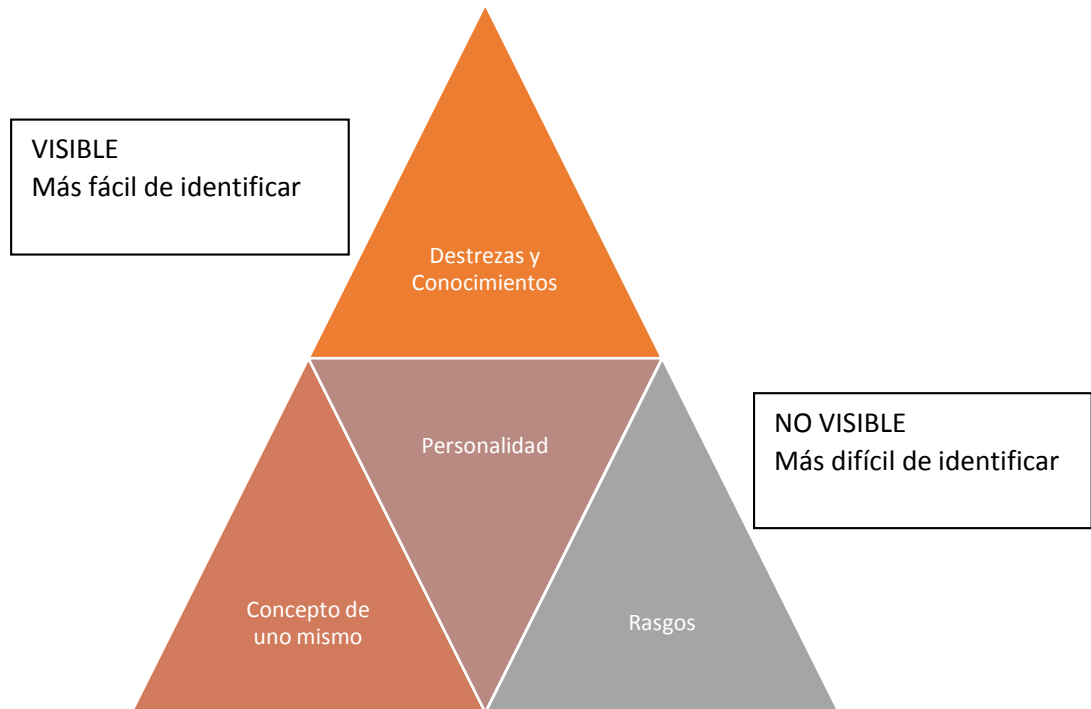 VISIBLE
Más fácil de identificar
Destrezas y
Conocimientos
Personalidad
NO VISIBLE
Más difícil de identificar
Concepto de
uno mismo
Rasgos